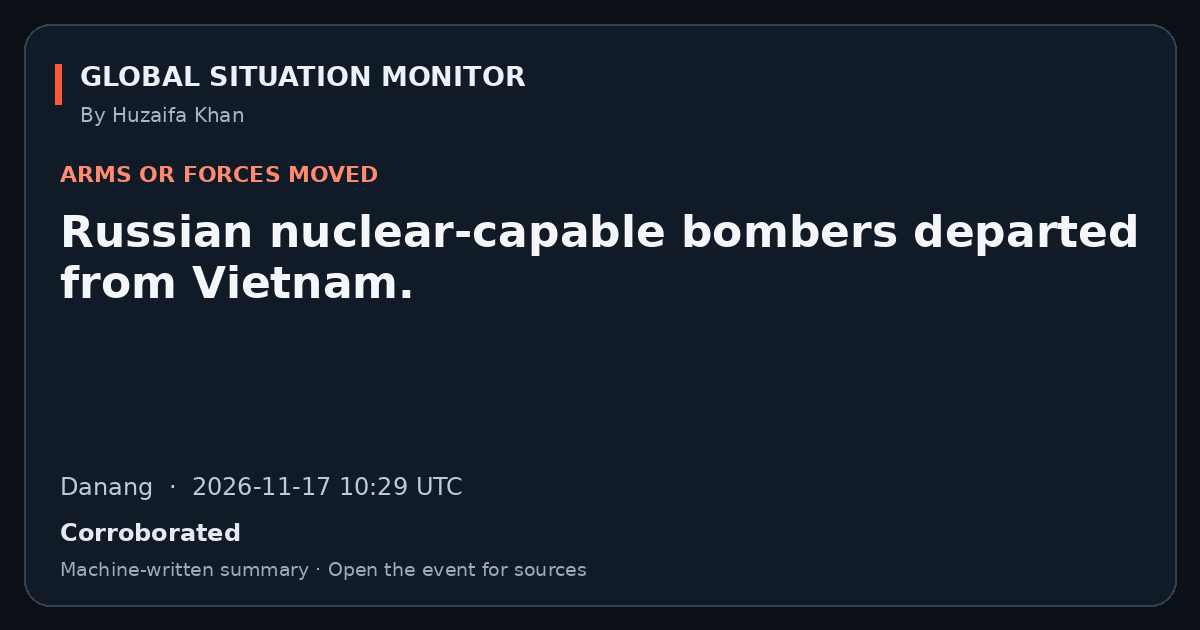 GLOBAL SITUATION MONITOR
By Huzaifa Khan
ARMS OR FORCES MOVED
Russian nuclear-capable bombers departed
from Vietnam.
Danang · 2026-11-17 10:29 UTC
Corroborated
Machine-written summary · Open the event for sources